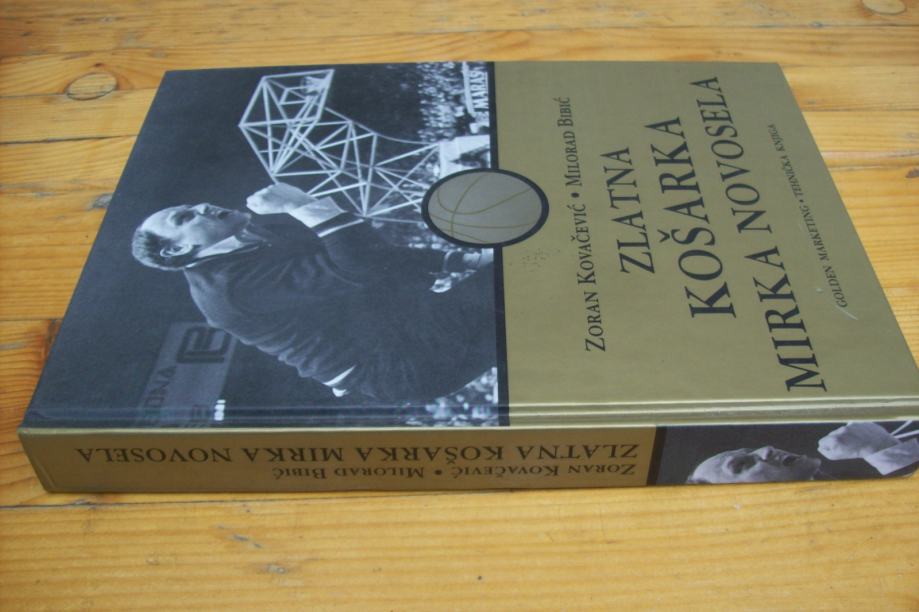 ZORAN KOVAČEVIĆ • MILORAD BIBIĆ
ZLATNA
KOŠARKA
MIRKA NOVOSELA
GOLDEN MARKETING • TEHNIČKA KNJIGA
ZORAN KOVAČEVIĆ • MILORAD BIBIĆ
ZLATNA KOŠARKA MIRKA NOVOSELA